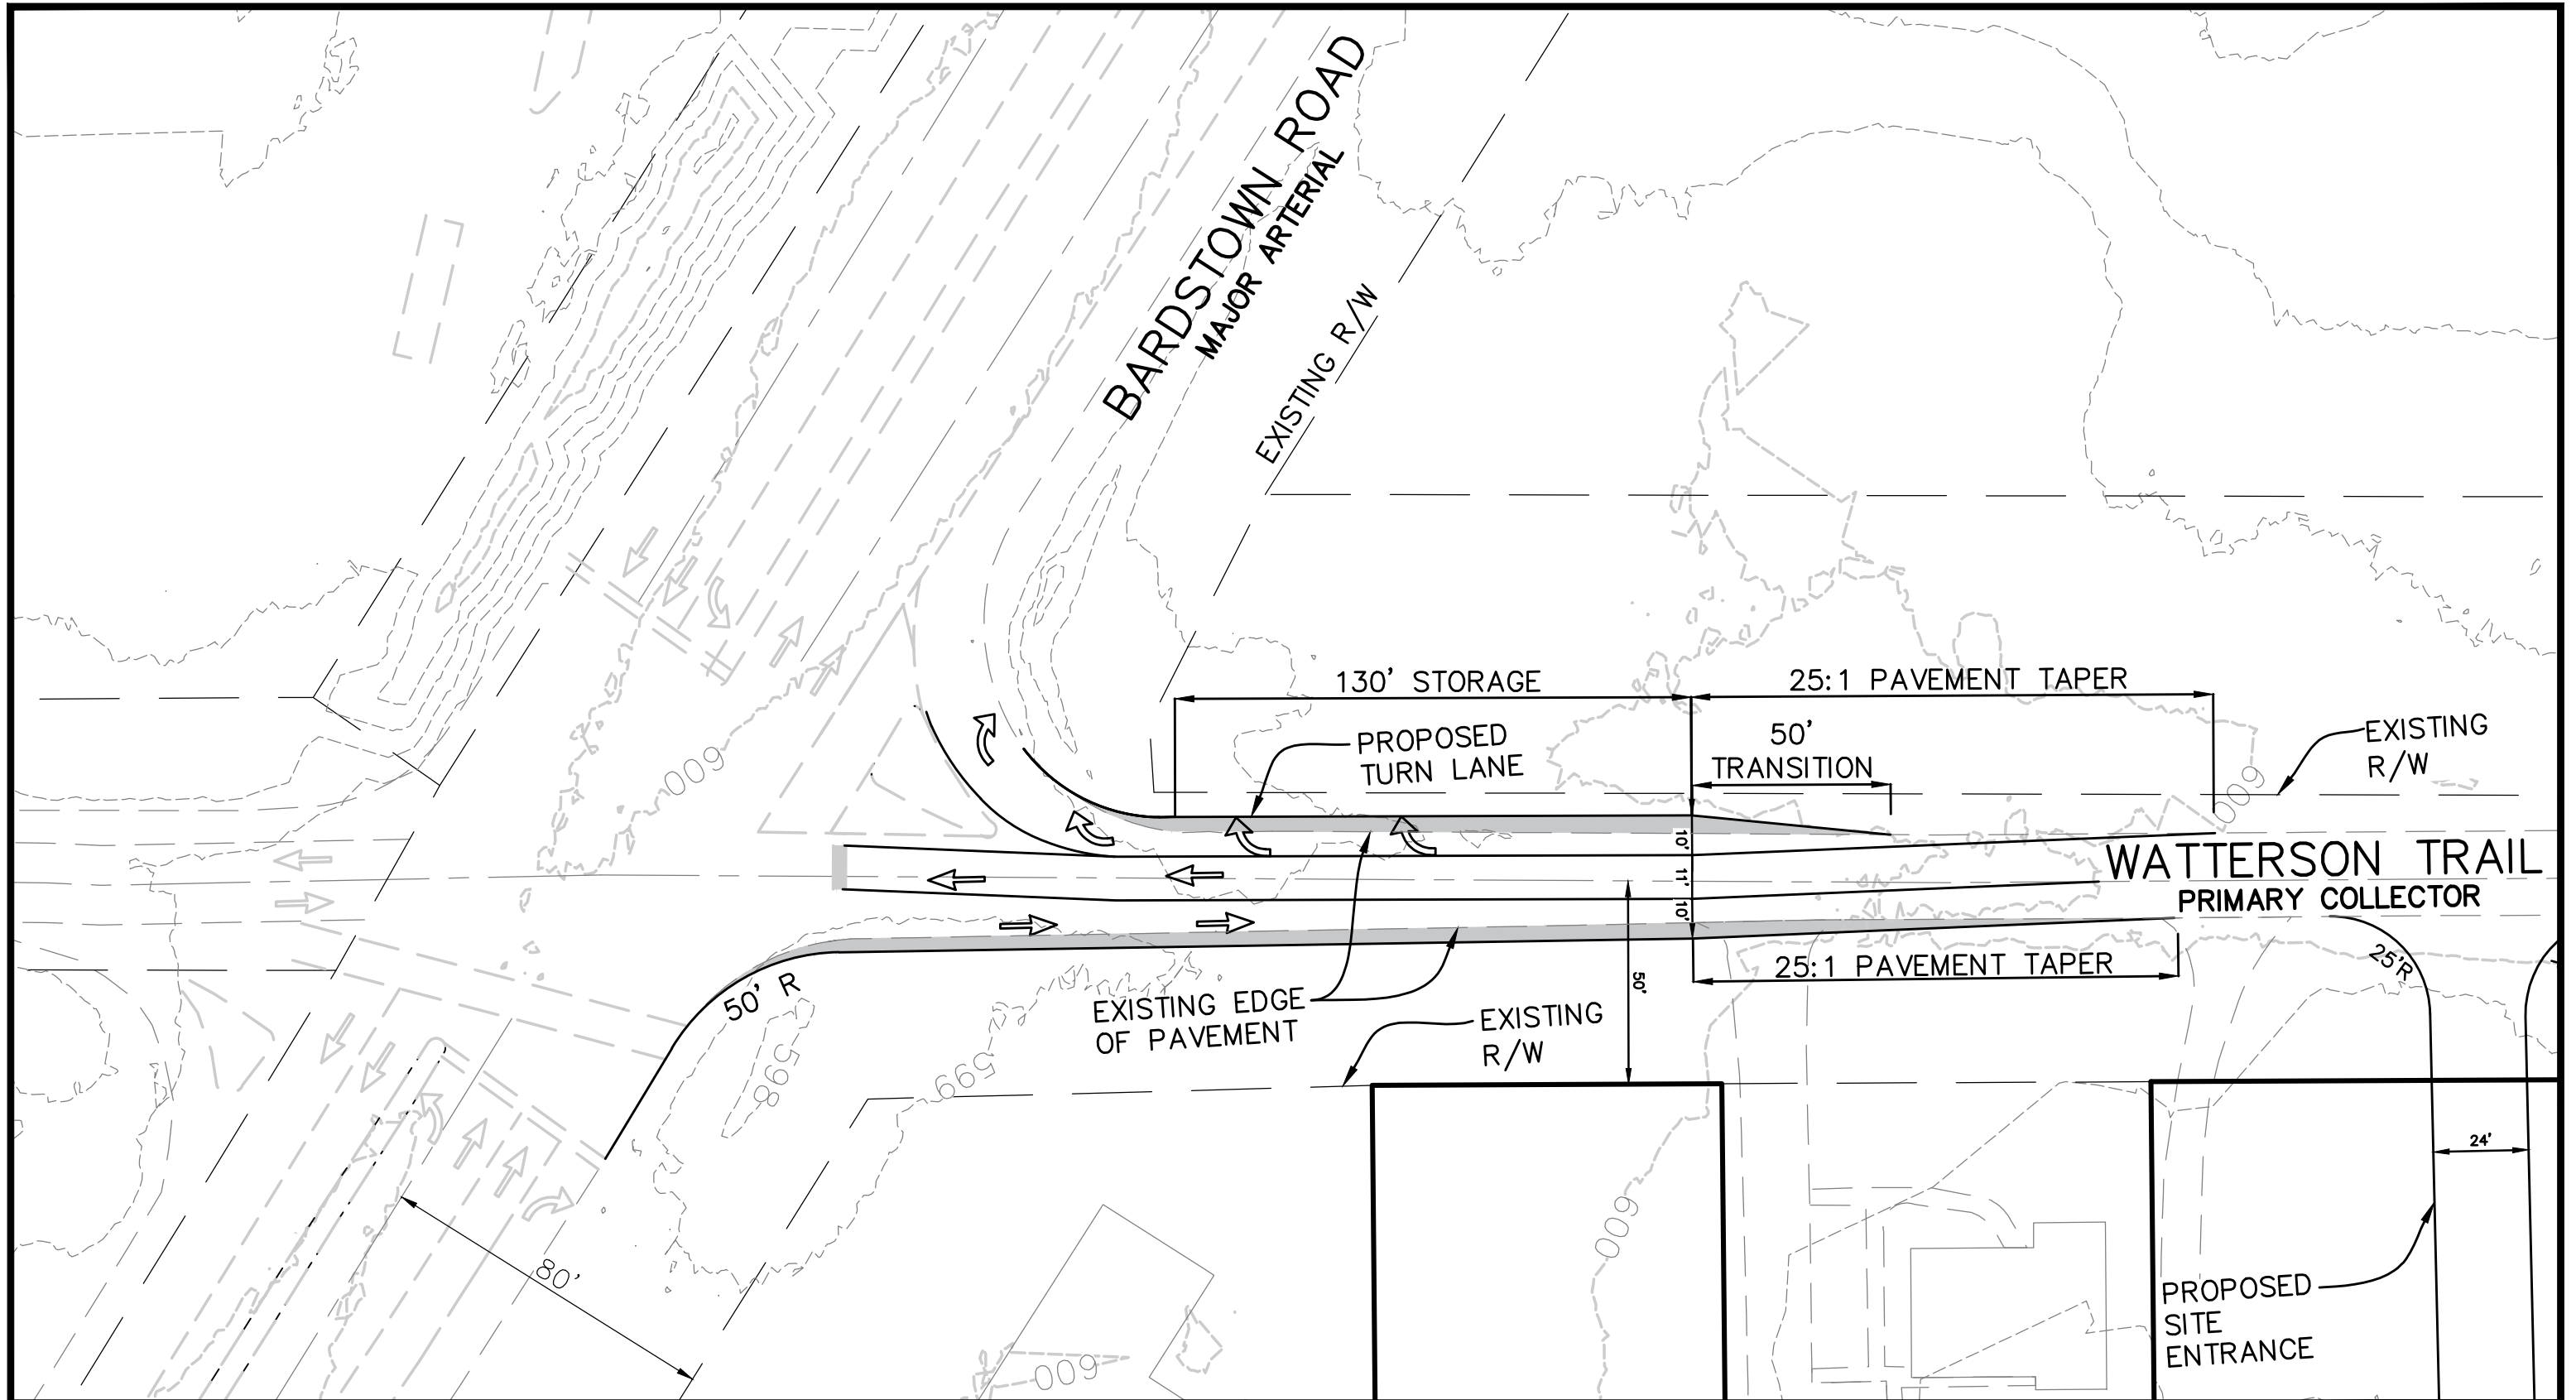 BARDSTOWN ROAD
MAJOR ARTERIAL
EXISTING R/W
130' STORAGE
25:1 PAVEMENT TAPER
50'
TRANSITION
PROPOSED
TURN LANE
EXISTING
R/W
600
600
10'
11'
10'
WATTERSON TRAIL
PRIMARY COLLECTOR
50' R
25:1 PAVEMENT TAPER
25'R
50'
EXISTING EDGE
OF PAVEMENT
EXISTING
R/W
598
599
24'
600
80'
PROPOSED
SITE
ENTRANCE
600